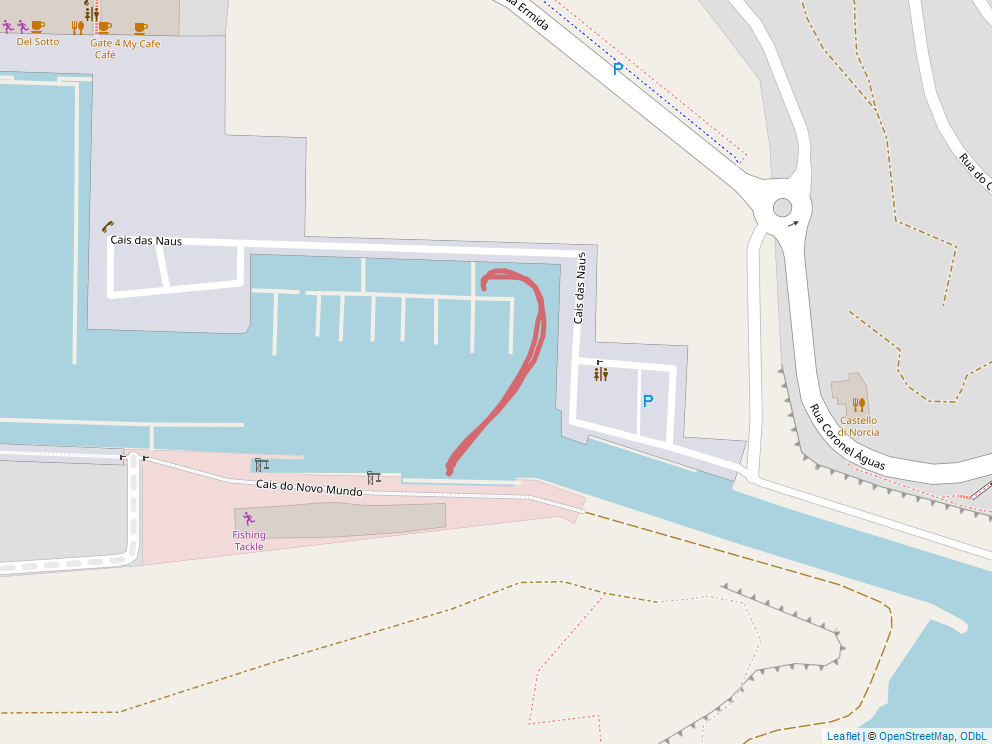 da Ermida
Del Sotto
Gate 4
Café
My Cafe
P
Rua do C
Cais das Naus
Cais das Naus
P
Castello
di Norcia
Rua Coronel Águas
Cais do Novo Mundo
Fishing
Tackle
Leaflet | © OpenStreetMap, ODbL